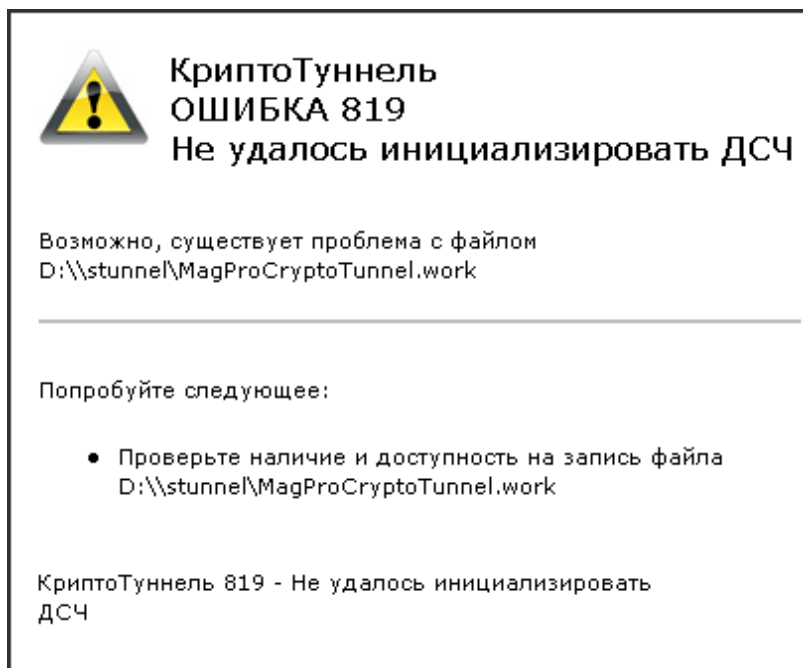 КриптоТуннель
ОШИБКА 819
Не удалось инициализировать ДСЧ
Возможно, существует проблема с файлом
D:\\stunnel\MagProCryptoTunnel.work
Попробуйте следующее:
● Проверьте наличие и доступность на запись файла
D:\\stunnel\MagProCryptoTunnel.work
КриптоТуннель 819 - Не удалось инициализировать
ДСЧ